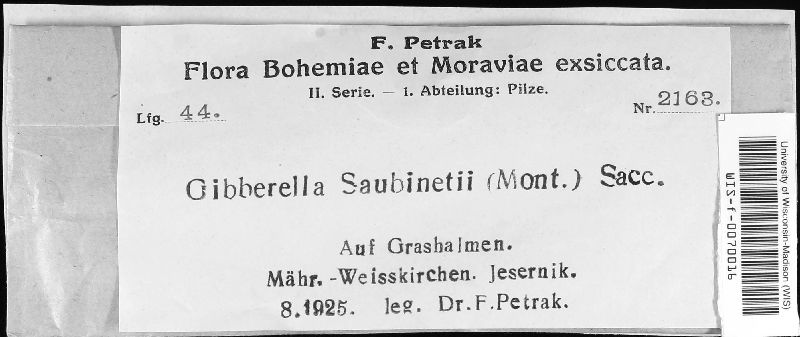 F. Petrak
Flora Bohemiae et Moraviae exsiccata.
II. Serie. — 1. Abteilung: Pilze.
Lfg. 44.
Nr. 2163.
Gibberella Saubinetii (Mont.) Sacc.
Auf Grashalmen.
Mähr.-Weisskirchen. Jesernik.
8.1925. leg. Dr.F.Petrak.
University of Wisconsin-Madison (WIS)
WIS-f-0070016